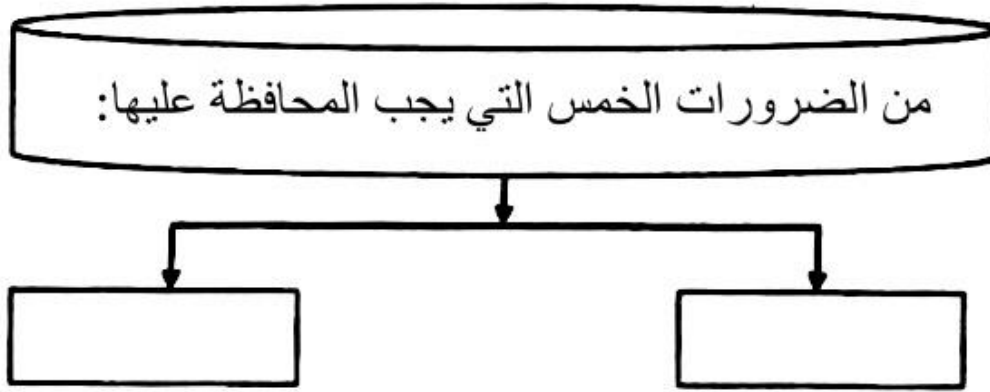 من الضرورات الخمس التي يجب المحافظة عليها: